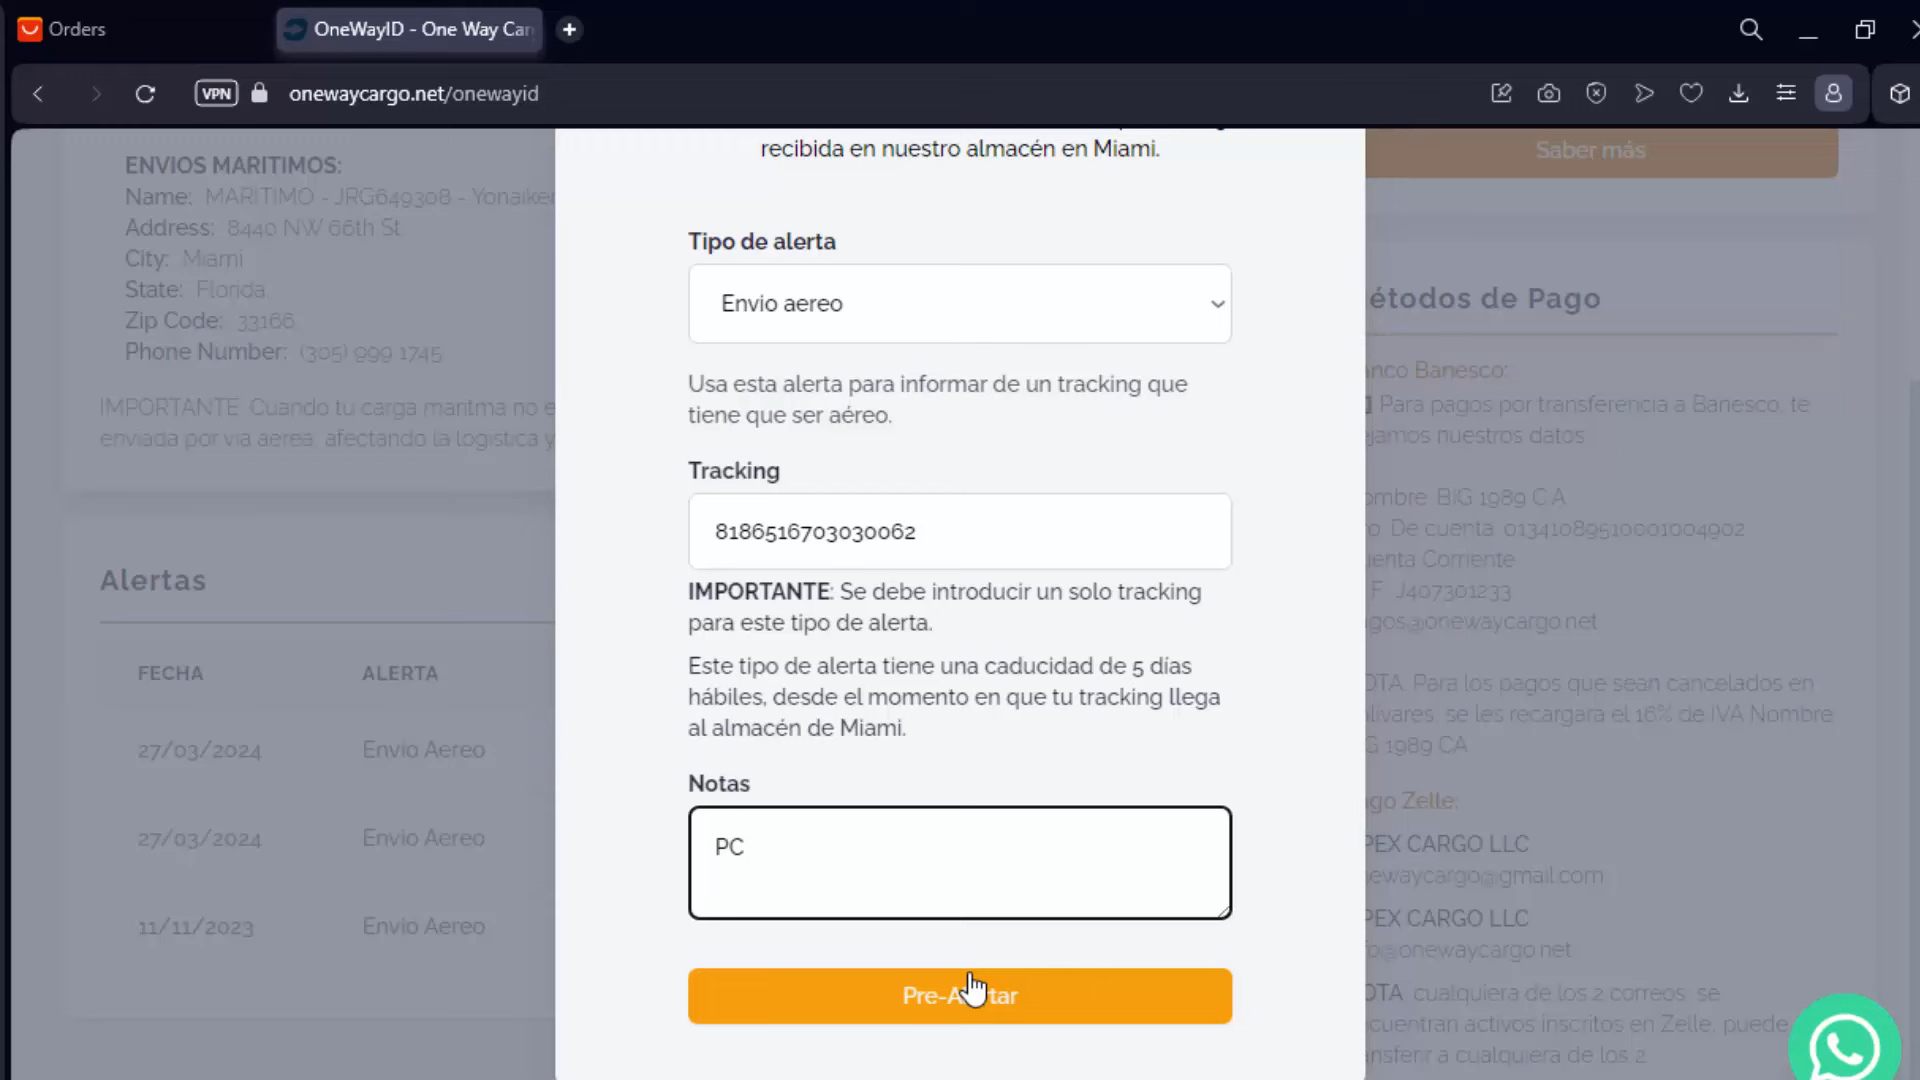 Orders
OneWayID - One Way Car
VPN
onewaycargo.net/onewayid
recibida en nuestro almacén en Miami.
Saber más
ENVIOS MARITIMOS:
Name: MARITIMO - JRG649308 - Yonaiker
Address: 8440 NW 66th St.
City: Miami
State: Florida
Zip Code: 33166
Phone Number: (305) 999 1745
IMPORTANTE: Cuando tu carga maritma no e
enviada por via aerea, afectando la logistica y
Alertas
FECHA ALERTA
27/03/2024 Envio Aereo
27/03/2024 Envio Aereo
11/11/2023 Envio Aereo
Tipo de alerta
Envio aereo
Usa esta alerta para informar de un tracking que
tiene que ser aéreo.
Tracking
8186516703030062
IMPORTANTE: Se debe introducir un solo tracking
para este tipo de alerta.
Este tipo de alerta tiene una caducidad de 5 días
hábiles, desde el momento en que tu tracking llega
al almacén de Miami.
Notas
PC
étodos de Pago
nco Banesco:
Para pagos por transferencia a Banesco, te
ejamos nuestros datos
ombre: BIG 1989 C.A
o. De cuenta: 01341089510001004902
uenta Corriente
F: J407301233
gos@onewaycargo.net
OTA: Para los pagos que sean cancelados en
olivares, se les recargara el 16% de IVA Nombre
G 1989 CA
go Zelle:
PEX CARGO LLC
newaycargo@gmail.com
PEX CARGO LLC
fo@onewaycargo.net
OTA: cualquiera de los 2 correos, se
cuentran activos inscritos en Zelle, puede
ansferir a cualquiera de los 2